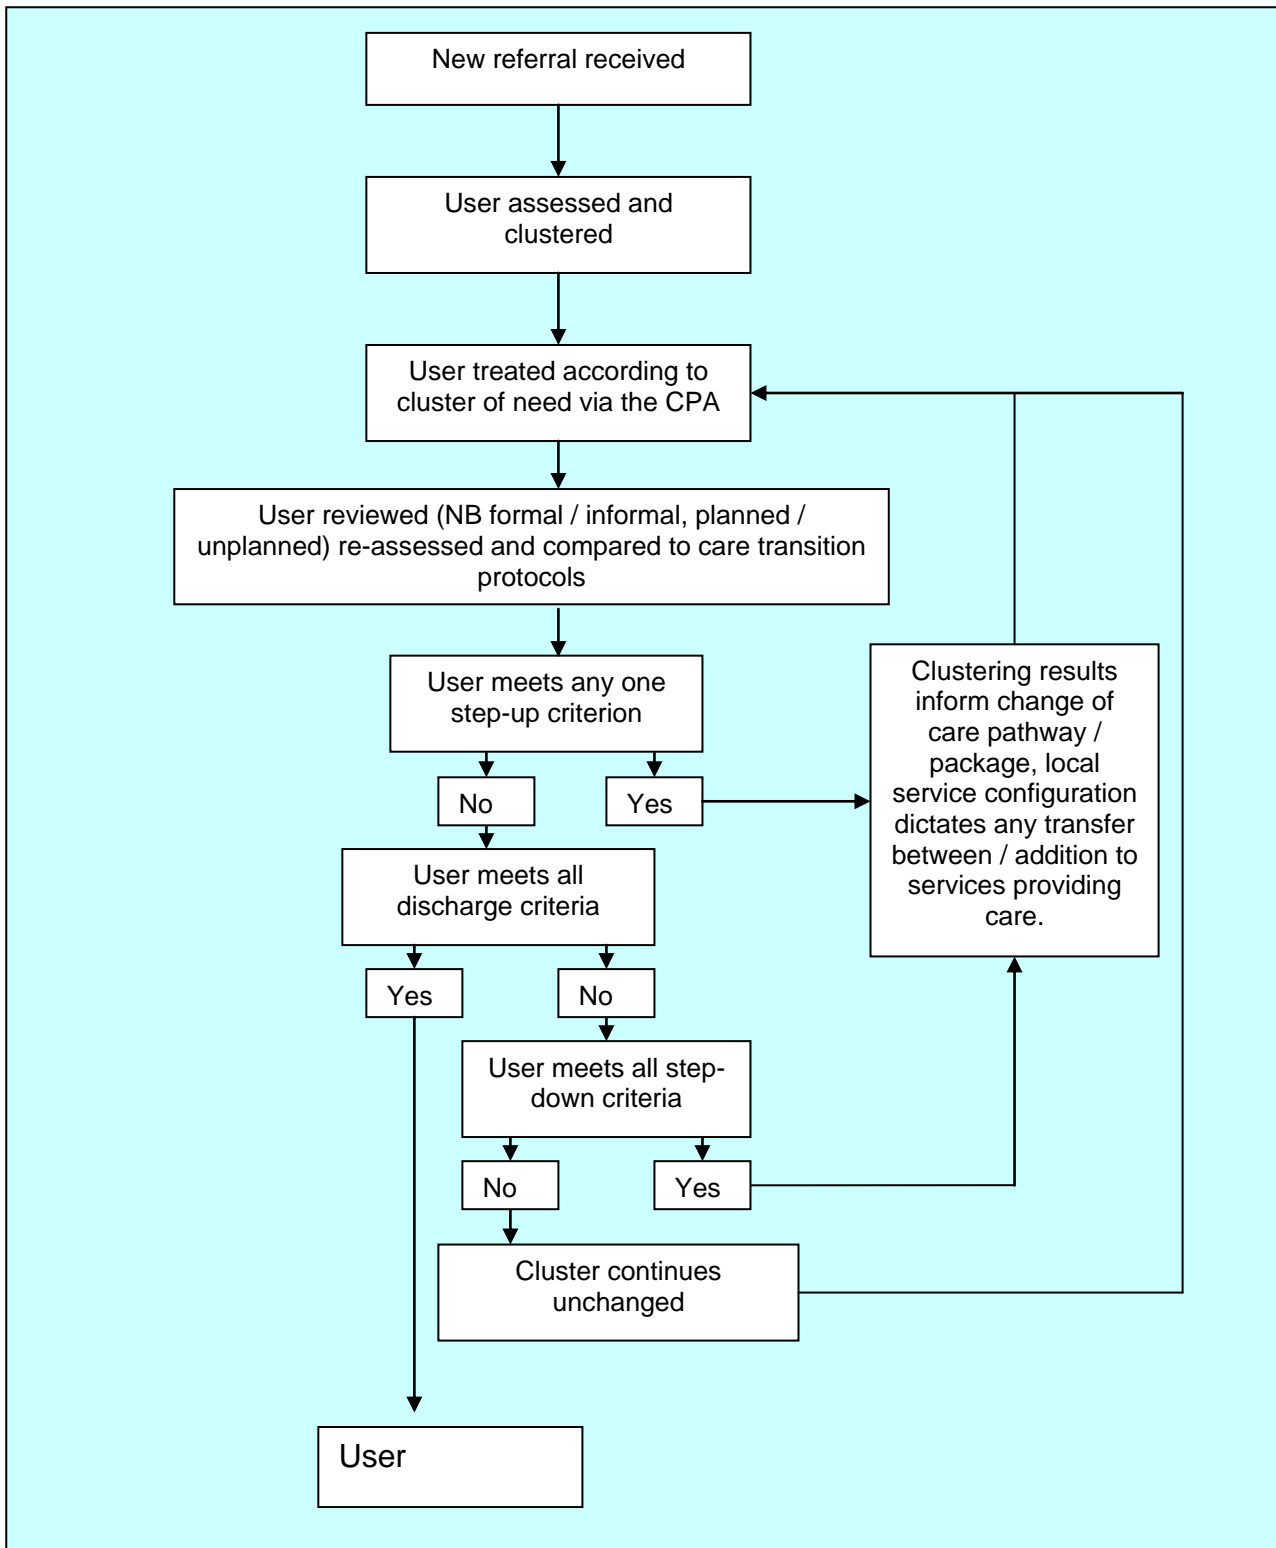 New referral received
User assessed and
clustered
User treated according to
cluster of need via the CPA
User reviewed (NB formal / informal, planned /
unplanned) re-assessed and compared to care transition
protocols
User meets any one
step-up criterion
Clustering results
inform change of
care pathway /
package, local
service configuration
dictates any transfer
between / addition to
services providing
care.
No
Yes
User meets all
discharge criteria
Yes
No
User meets all step-
down criteria
No
Yes
Cluster continues
unchanged
User